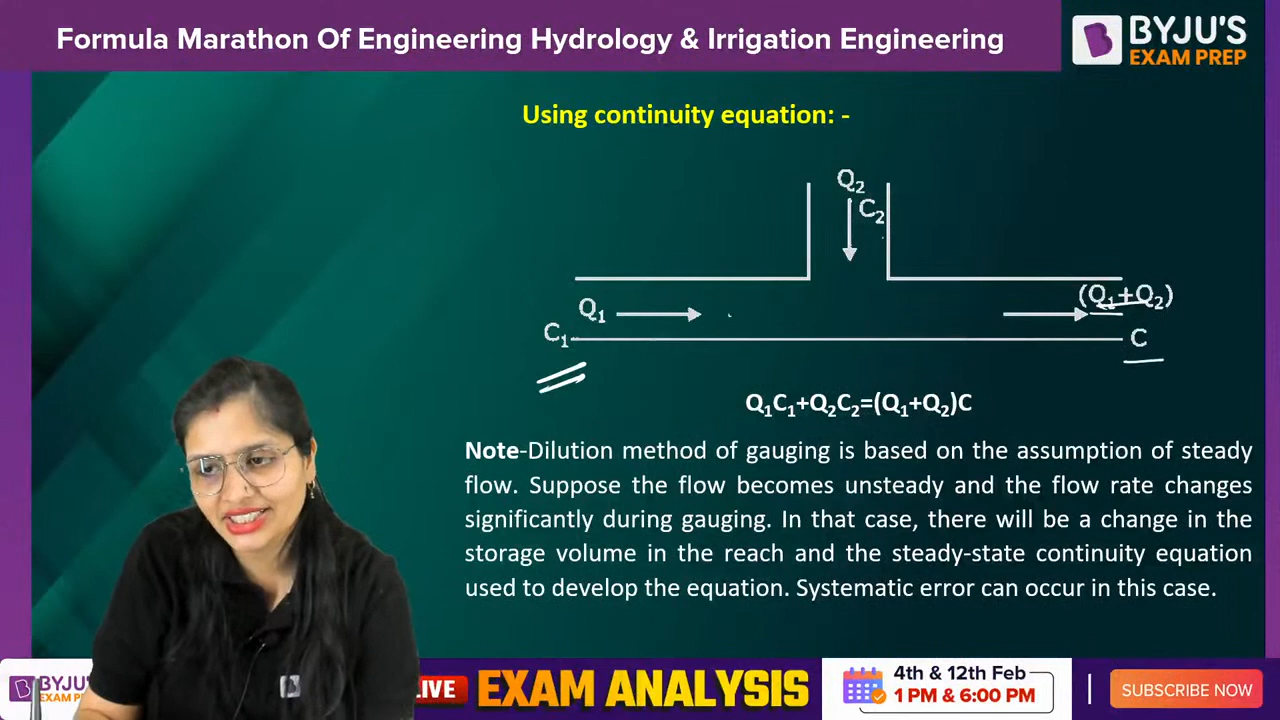 Formula Marathon Of Engineering Hydrology & Irrigation Engineering
BYJU'S
EXAM PREP
Using continuity equation: -
Q₂
C₂
(Q₁+Q₂)
Q₁
C₁
C
Q₁C₁+Q₂C₂=(Q₁+Q₂)C
Note-Dilution method of gauging is based on the assumption of steady
flow. Suppose the flow becomes unsteady and the flow rate changes
significantly during gauging. In that case, there will be a change in the
storage volume in the reach and the steady-state continuity equation
used to develop the equation. Systematic error can occur in this case.
BYJU
EXAM P
LIVE
EXAM ANALYSIS
4th & 12th Feb
1 PM & 6:00 PM
SUBSCRIBE NOW